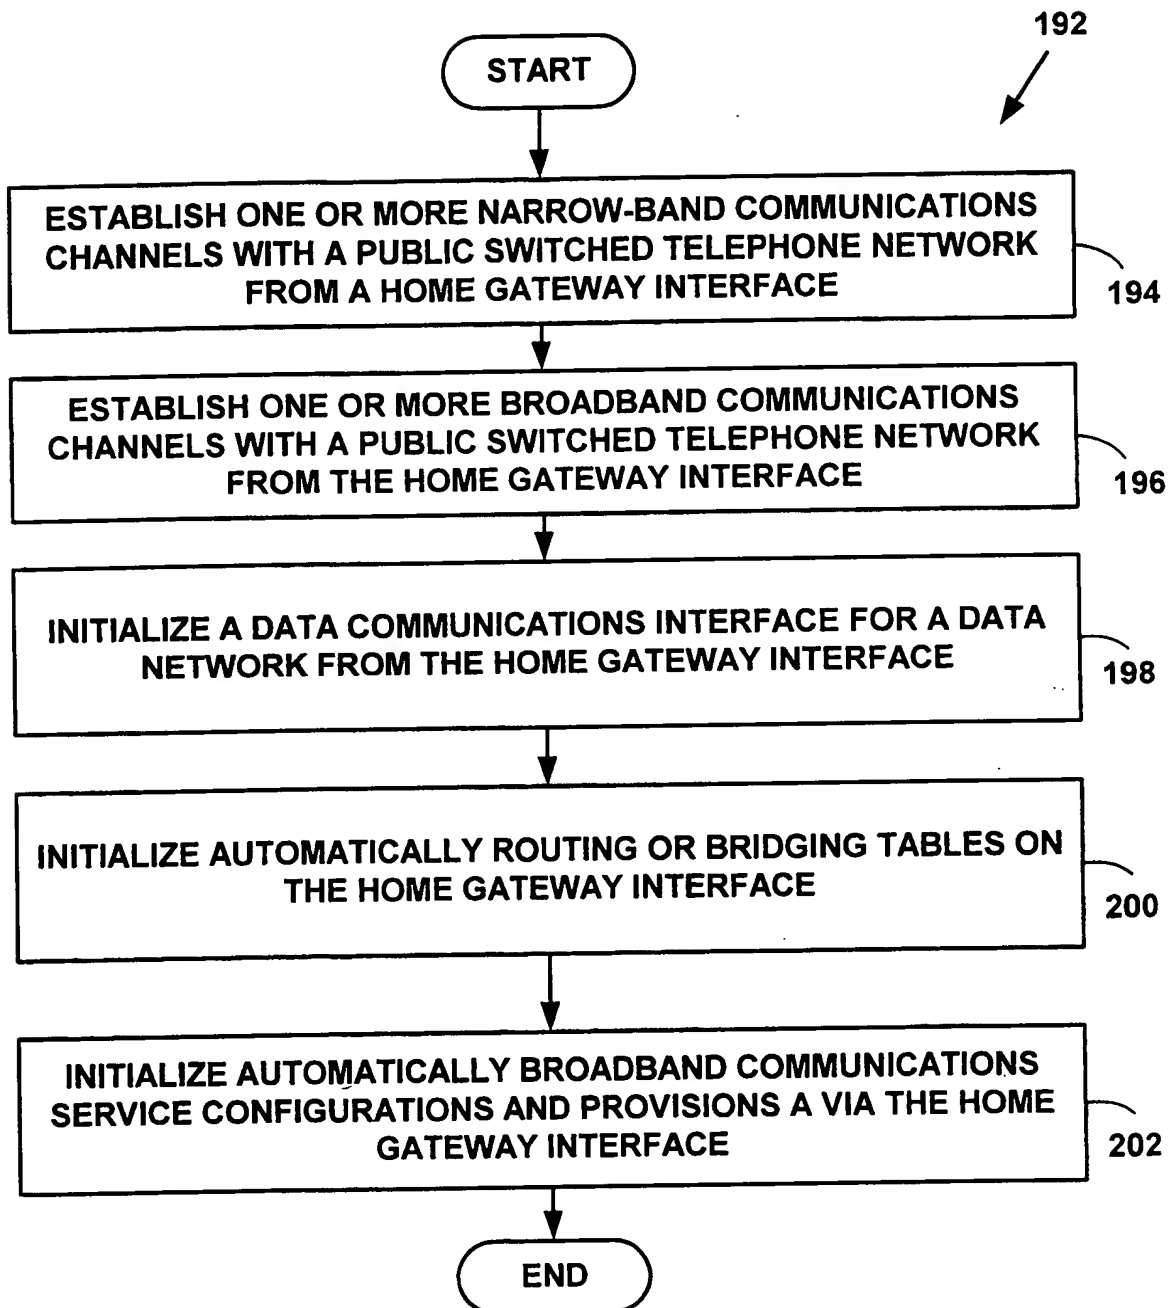 192
START
ESTABLISH ONE OR MORE NARROW-BAND COMMUNICATIONS
CHANNELS WITH A PUBLIC SWITCHED TELEPHONE NETWORK
FROM A HOME GATEWAY INTERFACE
194
ESTABLISH ONE OR MORE BROADBAND COMMUNICATIONS
CHANNELS WITH A PUBLIC SWITCHED TELEPHONE NETWORK
FROM THE HOME GATEWAY INTERFACE
196
INITIALIZE A DATA COMMUNICATIONS INTERFACE FOR A DATA
NETWORK FROM THE HOME GATEWAY INTERFACE
198
INITIALIZE AUTOMATICALLY ROUTING OR BRIDGING TABLES ON
THE HOME GATEWAY INTERFACE
200
INITIALIZE AUTOMATICALLY BROADBAND COMMUNICATIONS
SERVICE CONFIGURATIONS AND PROVISIONS A VIA THE HOME
GATEWAY INTERFACE
202
END